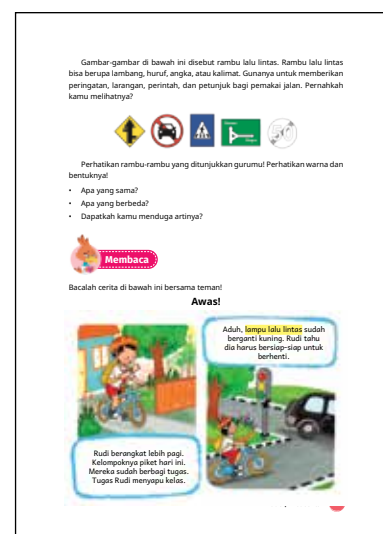 Gambar-gambar di bawah ini disebut rambu lalu lintas. Rambu lalu lintas
bisa berupa lambang, huruf, angka, atau kalimat. Gunanya untuk memberikan
peringatan, larangan, perintah, dan petunjuk bagi pemakai jalan. Pernahkah
kamu melihatnya?
50
Perhatikan rambu-rambu yang ditunjukkan gurumu! Perhatikan warna dan
bentuknya!
• Apa yang sama?
• Apa yang berbeda?
• Dapatkah kamu menduga artinya?
Membaca
Bacalah cerita di bawah ini bersama teman!
Awas!
Rudi berangkat lebih pagi.
Kelompoknya piket hari ini.
Mereka sudah berbagi tugas.
Tugas Rudi menyapu kelas.
Aduh, lampu lalu lintas sudah
berganti kuning. Rudi tahu
dia harus bersiap-siap untuk
berhenti.